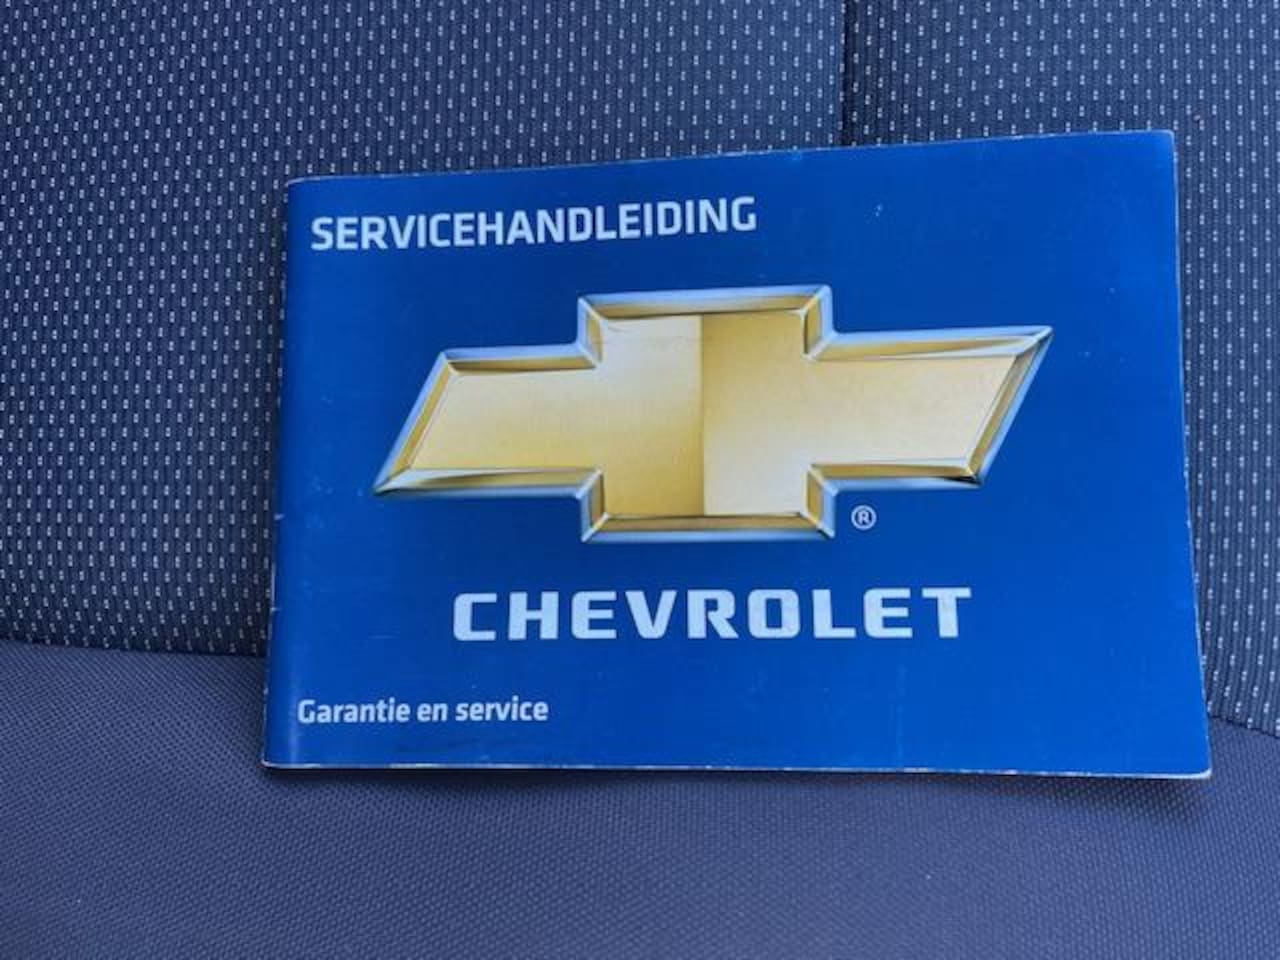 SERVICEHANDLEIDING
®
CHEVROLET
Garantie en service